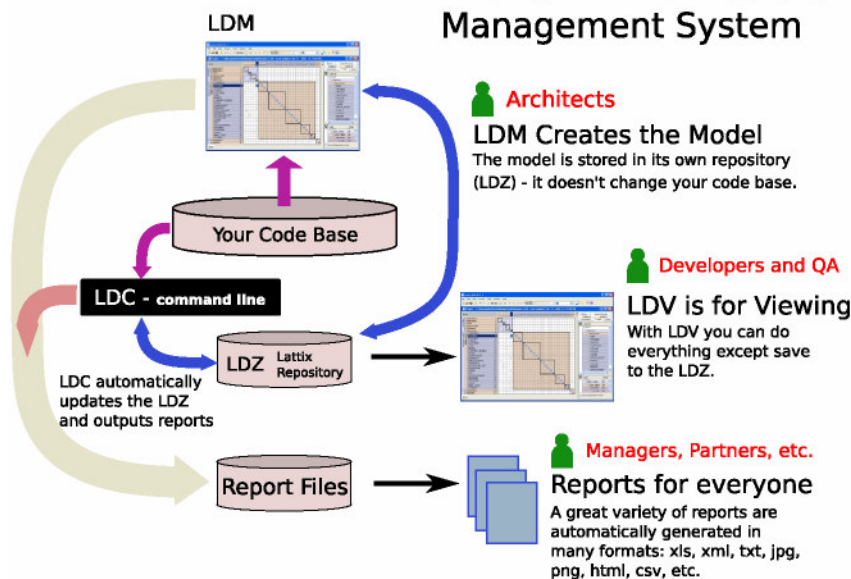 Management System
LDM
Architects
LDM Creates the Model
The model is stored in its own repository
(LDZ) - it doesn't change your code base.
Your Code Base
Developers and QA
LDC - command line
LDV is for Viewing
With LDV you can do
everything except save
to the LDZ.
LDZ Lattix
Repository
LDC automatically
updates the LDZ
and outputs reports
Managers, Partners, etc.
Report Files
Reports for everyone
A great variety of reports are
automatically generated in
many formats: xls, xml, txt, jpg,
png, html, csv, etc.